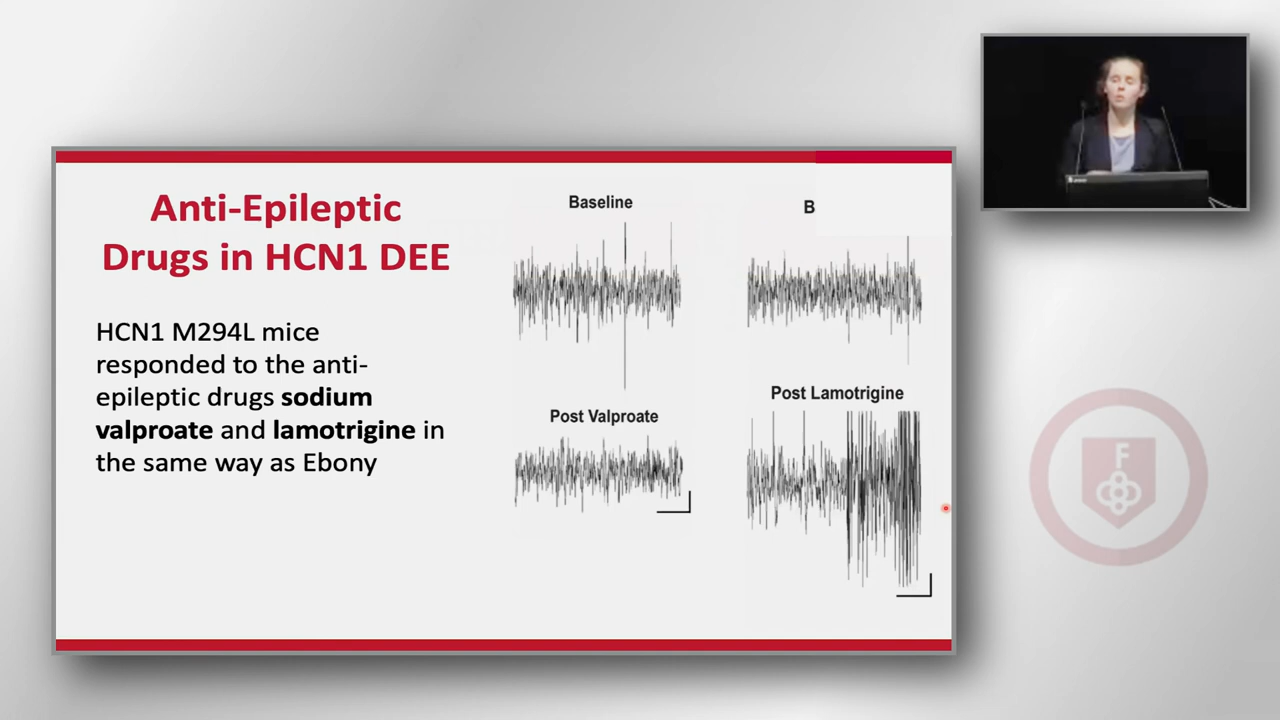 Anti-Epileptic
Drugs in HCN1 DEE
HCN1 M294L mice
responded to the anti-
epileptic drugs sodium
valproate and lamotrigine in
the same way as Ebony
Baseline
B
Post Valproate
Post Lamotrigine
F